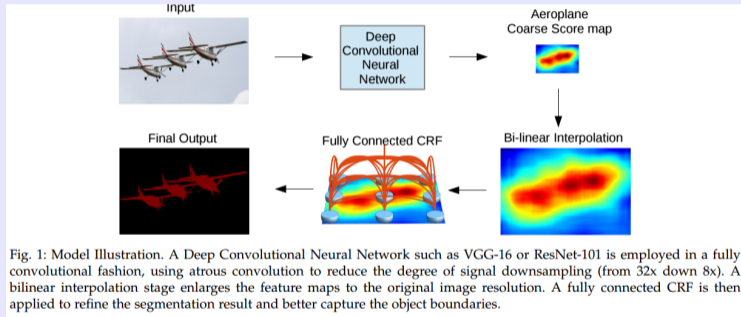 Input
Deep
Convolutional
Neural
Network
Aeroplane
Coarse Score map
Final Output
Fully Connected CRF
Bi-linear Interpolation
Fig. 1: Model Illustration. A Deep Convolutional Neural Network such as VGG-16 or ResNet-101 is employed in a fully
convolutional fashion, using atrous convolution to reduce the degree of signal downsampling (from 32x down 8x). A
bilinear interpolation stage enlarges the feature maps to the original image resolution. A fully connected CRF is then
applied to refine the segmentation result and better capture the object boundaries.